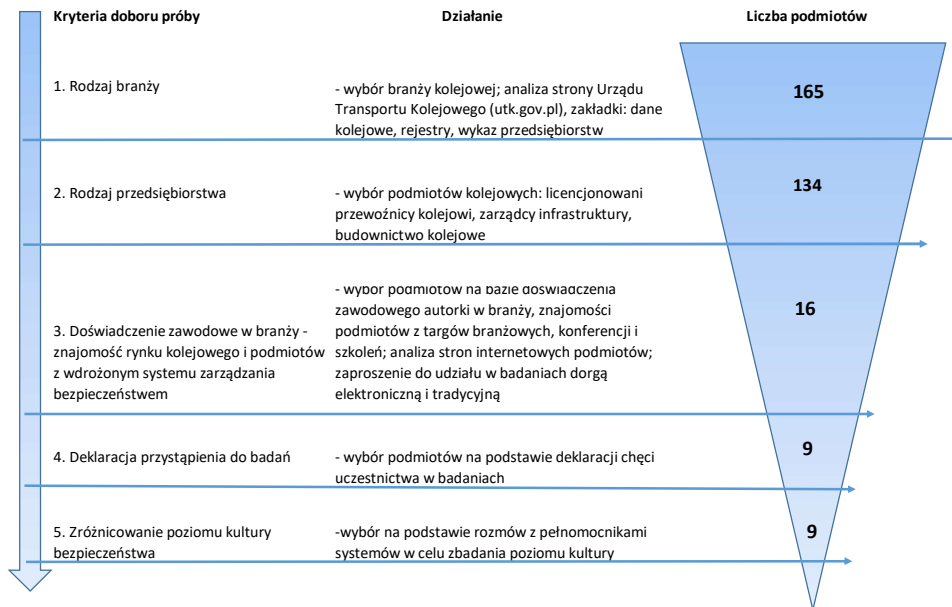 Kryteria doboru próby
Działanie
Liczba podmiotów
1. Rodzaj branży
- wybór branży kolejowej; analiza strony Urządu
Transportu Kolejowego (utk.gov.pl), zakładki: dane
kolejowe, rejestry, wykaz przedsiębiorstw
165
2. Rodzaj przedsiębiorstwa
- wybór podmiotów kolejowych: licencjonowani
przewoźnicy kolejowi, zarządcy infrastruktury,
budownictwo kolejowe
134
3. Doświadczenie zawodowe w branży -
znajomość rynku kolejowego i podmiotów
z wdrożonym systemu zarządzania
bezpieczeństwem
- wybór podmiotów na bazie doświadczenia
zawodowego autorki w branży, znajomości
podmiotów z targów branżowych, konferencji i
szkoleń; analiza stron internetowych podmiotów;
zaproszenie do udziału w badaniach dorgą
elektroniczną i tradycyjną
16
4. Deklaracja przystąpienia do badań
- wybór podmiotów na podstawie deklaracji chęci
uczestnictwa w badaniach
9
5. Zróżnicowanie poziomu kultury
bezpieczeństwa
-wybór na podstawie rozmów z pełnomocnikami
systemów w celu zbadania poziomu kultury
9